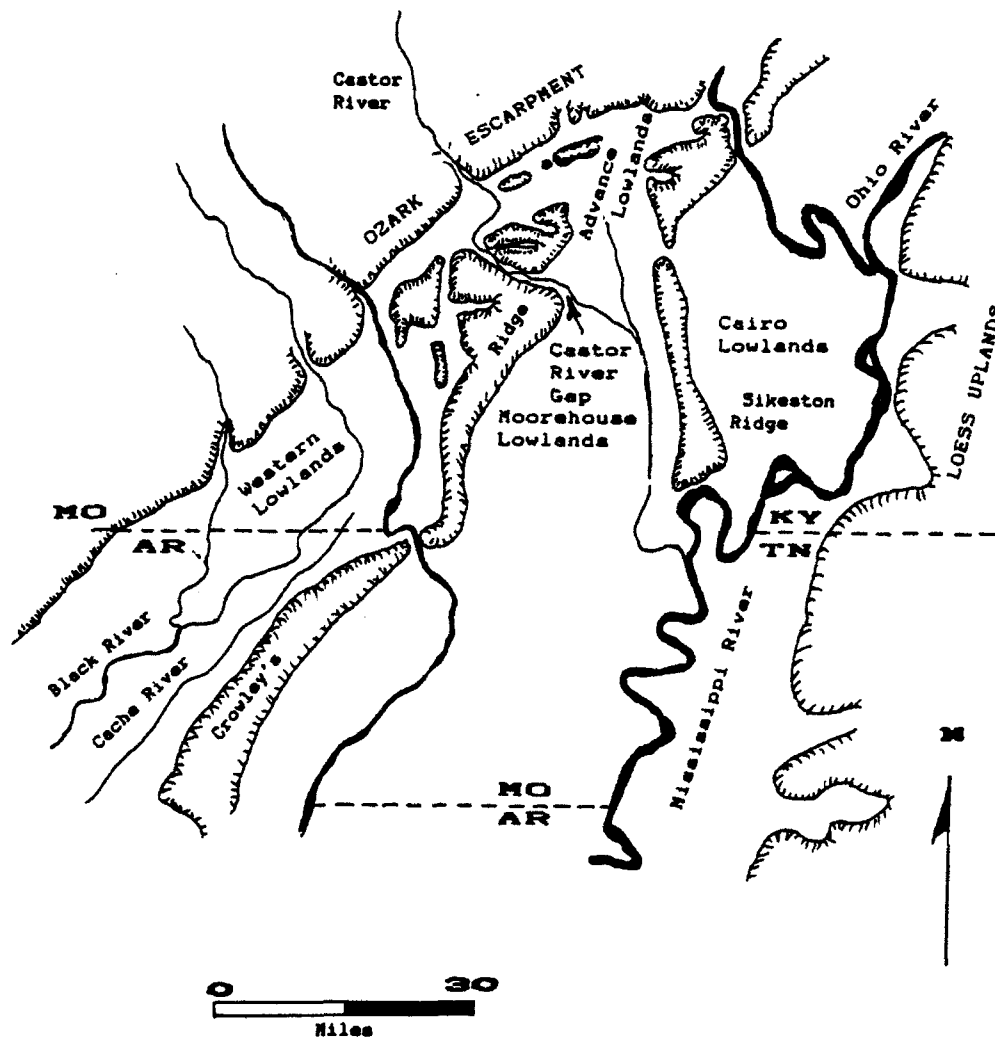 Castor
River
ESCARPMENT
OZARK
Advance
Lowlands
Ohio River
Ridge
Castor
River
Gap
Moorehouse
Lowlands
Cairo
Lowlands
Sikeston
Ridge
LOESS UPLANDS
Western
Lowlands
MO
AR
KY
TN
Black River
Cache River
Crowley's
Mississippi River
MO
AR
N
0 30
Miles